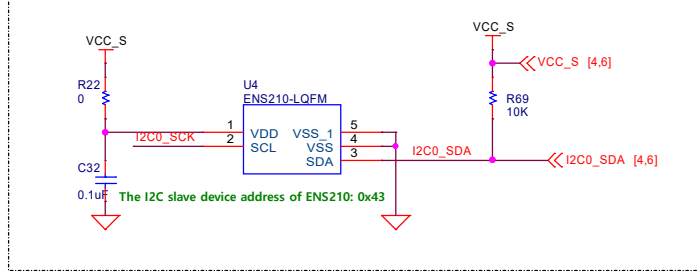 VCC_S
VCC_S
VCC_S [4,6]
R22
0
U4
ENS210-LQFM
R69
10K
1
VDD
VSS_1
5
I2C0_SCK
2
SCL
VSS
4
SDA
3
I2C0_SDA
I2C0_SDA [4,6]
C32
0.1uF
The I2C slave device address of ENS210: 0x43